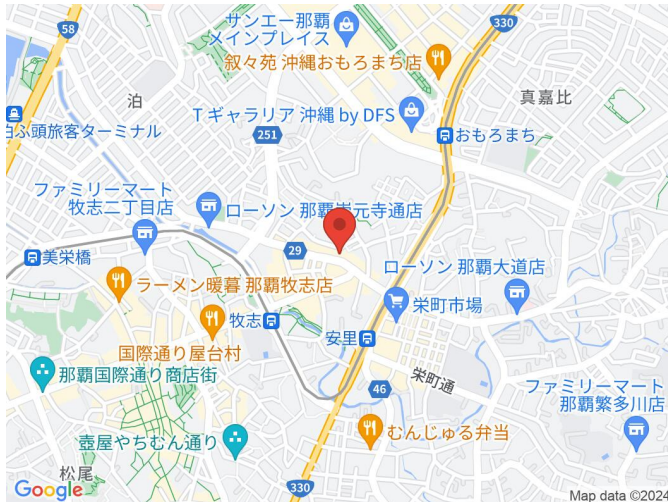 サンエー那覇
メインプレイス
330
58
叙々苑 沖縄おもろまち店
泊
真嘉比
Tギャラリア 沖縄 by DFS
251
おもろまち
泊ふ頭旅客ターミナル
ファミリーマート
牧志二丁目店
ローソン 那覇崇元寺通店
美栄橋
29
ローソン 那覇大道店
ラーメン暖暮 那覇牧志店
栄町市場
牧志
安里
国際通り屋台村
那覇国際通り商店街
46
栄町通
ファミリーマート
那覇繁多川店
壺屋やちむん通り
むんじゅる弁当
松尾
330
Google
Map data ©2024